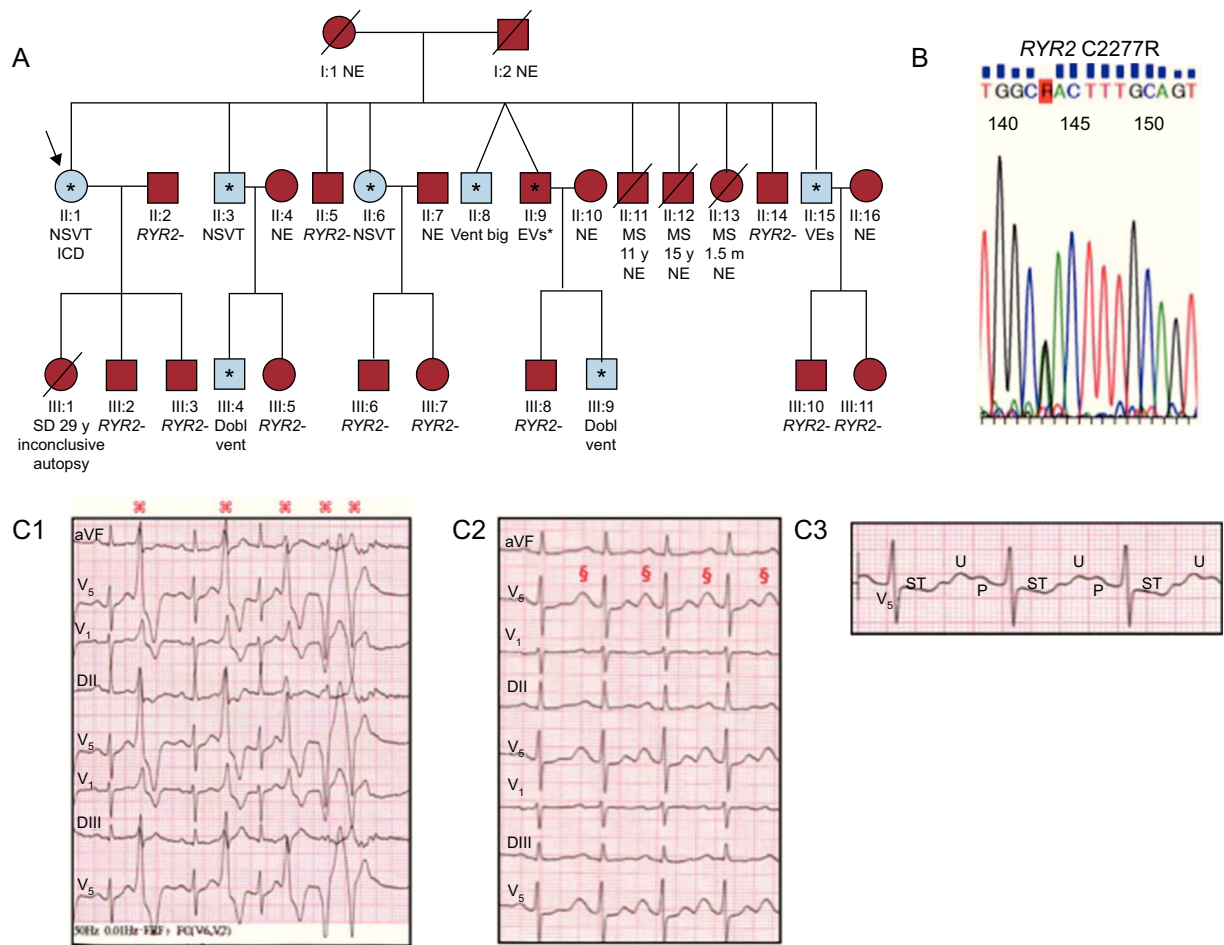 A
I:1 NE
I:2 NE
* * * * * *
II:1 II:2 II:3 II:4 II:5 II:6 II:7 II:8 II:9 II:10 II:11 II:12 II:13 II:14 II:15 II:16
NSVT RYR2- NSVT NE RYR2- NSVT NE Vent big EVs* NE MS MS MS RYR2- VEs NE
ICD 11 y 15 y 1.5 m
NE NE NE
* *
III:1 III:2 III:3 III:4 III:5 III:6 III:7 III:8 III:9 III:10 III:11
SD 29 y RYR2- RYR2- Dobl RYR2- RYR2- RYR2- RYR2- Dobl RYR2- RYR2-
inconclusive vent vent
autopsy
B
RYR2 C2277R
TGGCRACTTTGCAGT
140 145 150
C1
⌘ ⌘ ⌘ ⌘ ⌘
aVF
V5
V1
DII
V5
V1
DIII
V5
50Hz 0.01Hz-FRF: FC(V6,V2)
C2
aVF
§ § § §
V5
V1
DII
V5
V1
DIII
V5
C3
U U U
ST ST ST
V5 P P